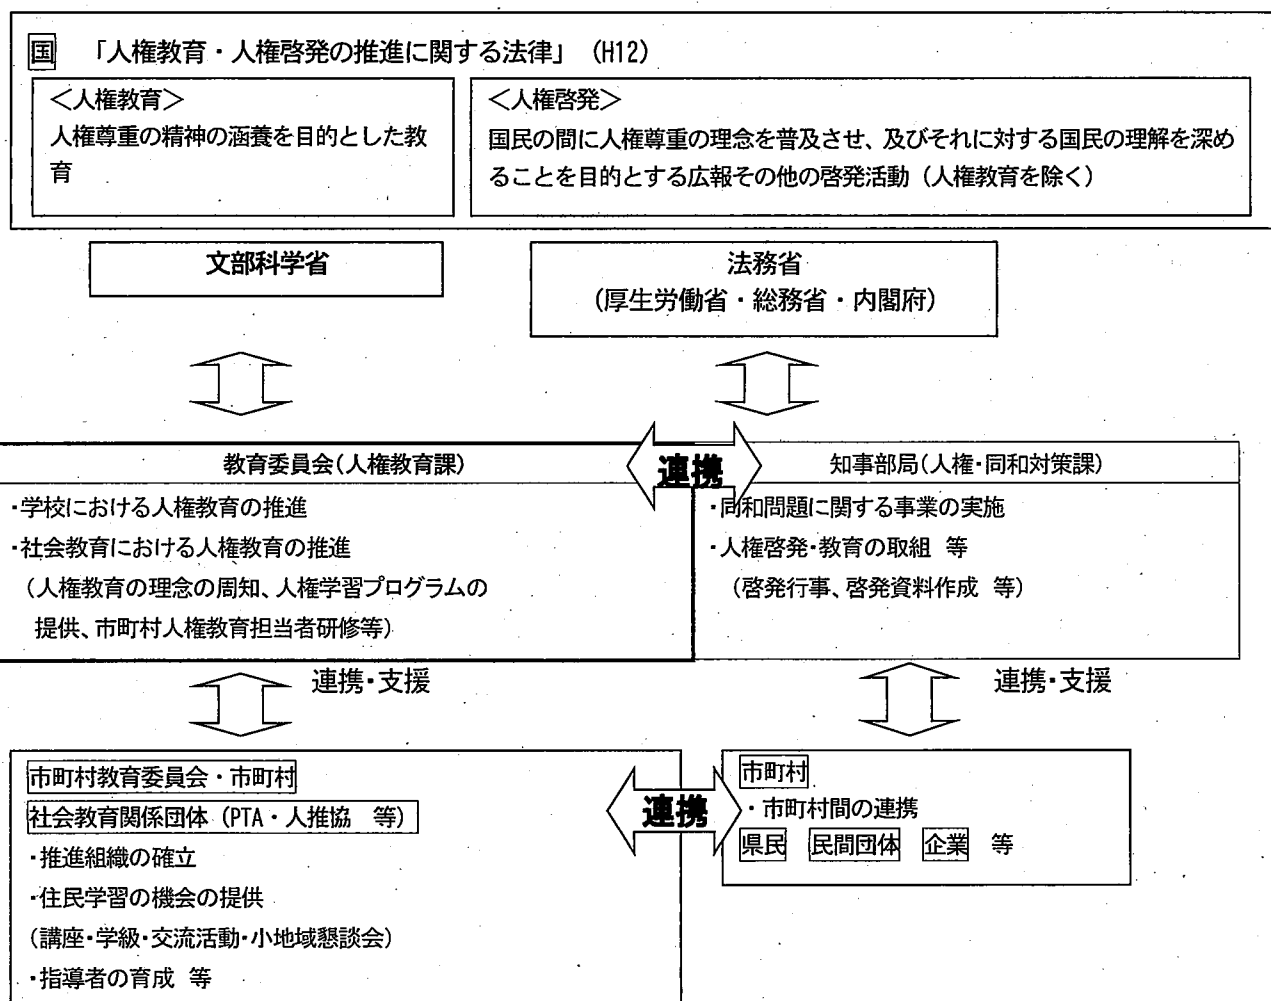 国 「人権教育・人権啓発の推進に関する法律」(H12)
＜人権教育＞
人権尊重の精神の涵養を目的とした教
育
＜人権啓発＞
国民の間に人権尊重の理念を普及させ、及びそれに対する国民の理解を深め
ることを目的とする広報その他の啓発活動（人権教育を除く）
文部科学省
法務省
（厚生労働省・総務省・内閣府）
教育委員会（人権教育課）
連携
知事部局（人権・同和対策課）
・学校における人権教育の推進
・社会教育における人権教育の推進
（人権教育の理念の周知、人権学習プログラムの
提供、市町村人権教育担当者研修等）
・同和問題に関する事業の実施
・人権啓発・教育の取組 等
（啓発行事、啓発資料作成 等）
連携・支援
連携・支援
市町村教育委員会・市町村
社会教育関係団体（PTA・人推協 等）
・推進組織の確立
・住民学習の機会の提供
（講座・学級・交流活動・小地域懇談会）
・指導者の育成 等
連携
市町村
・市町村間の連携
県民 民間団体 企業 等